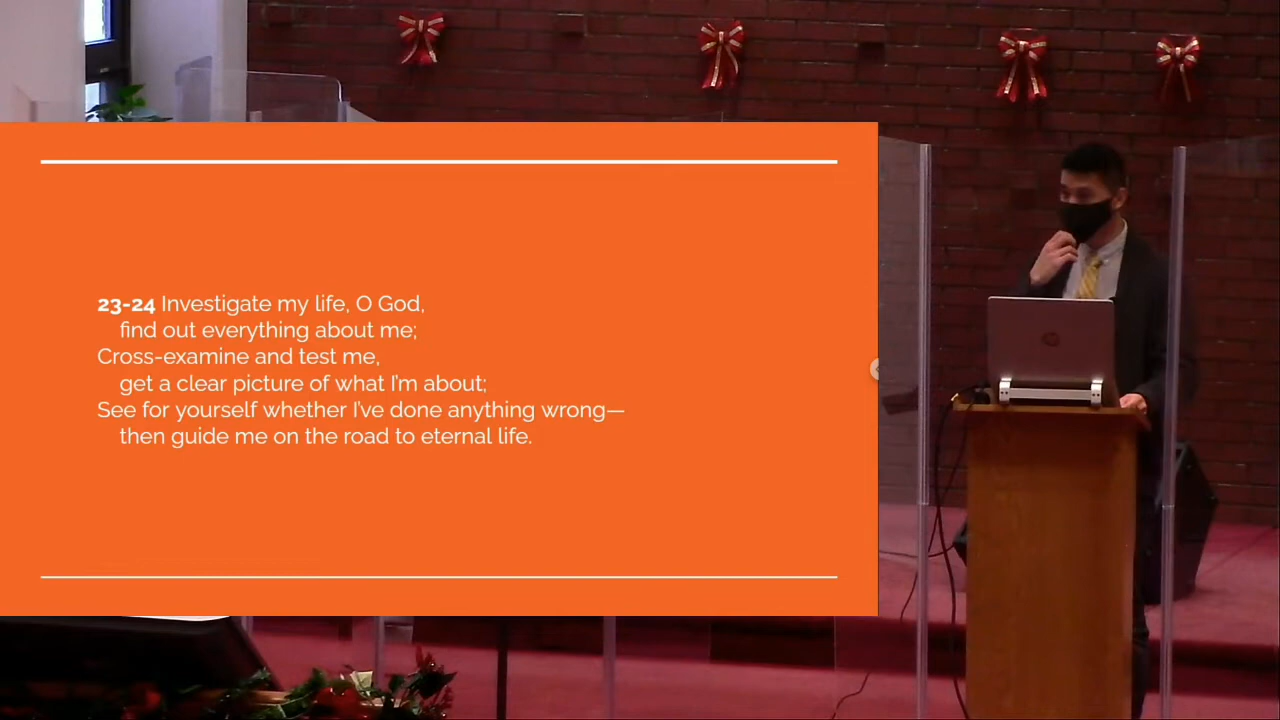 23-24 Investigate my life, O God,
find out everything about me;
Cross-examine and test me,
get a clear picture of what I'm about;
See for yourself whether I've done anything wrong—
then guide me on the road to eternal life.